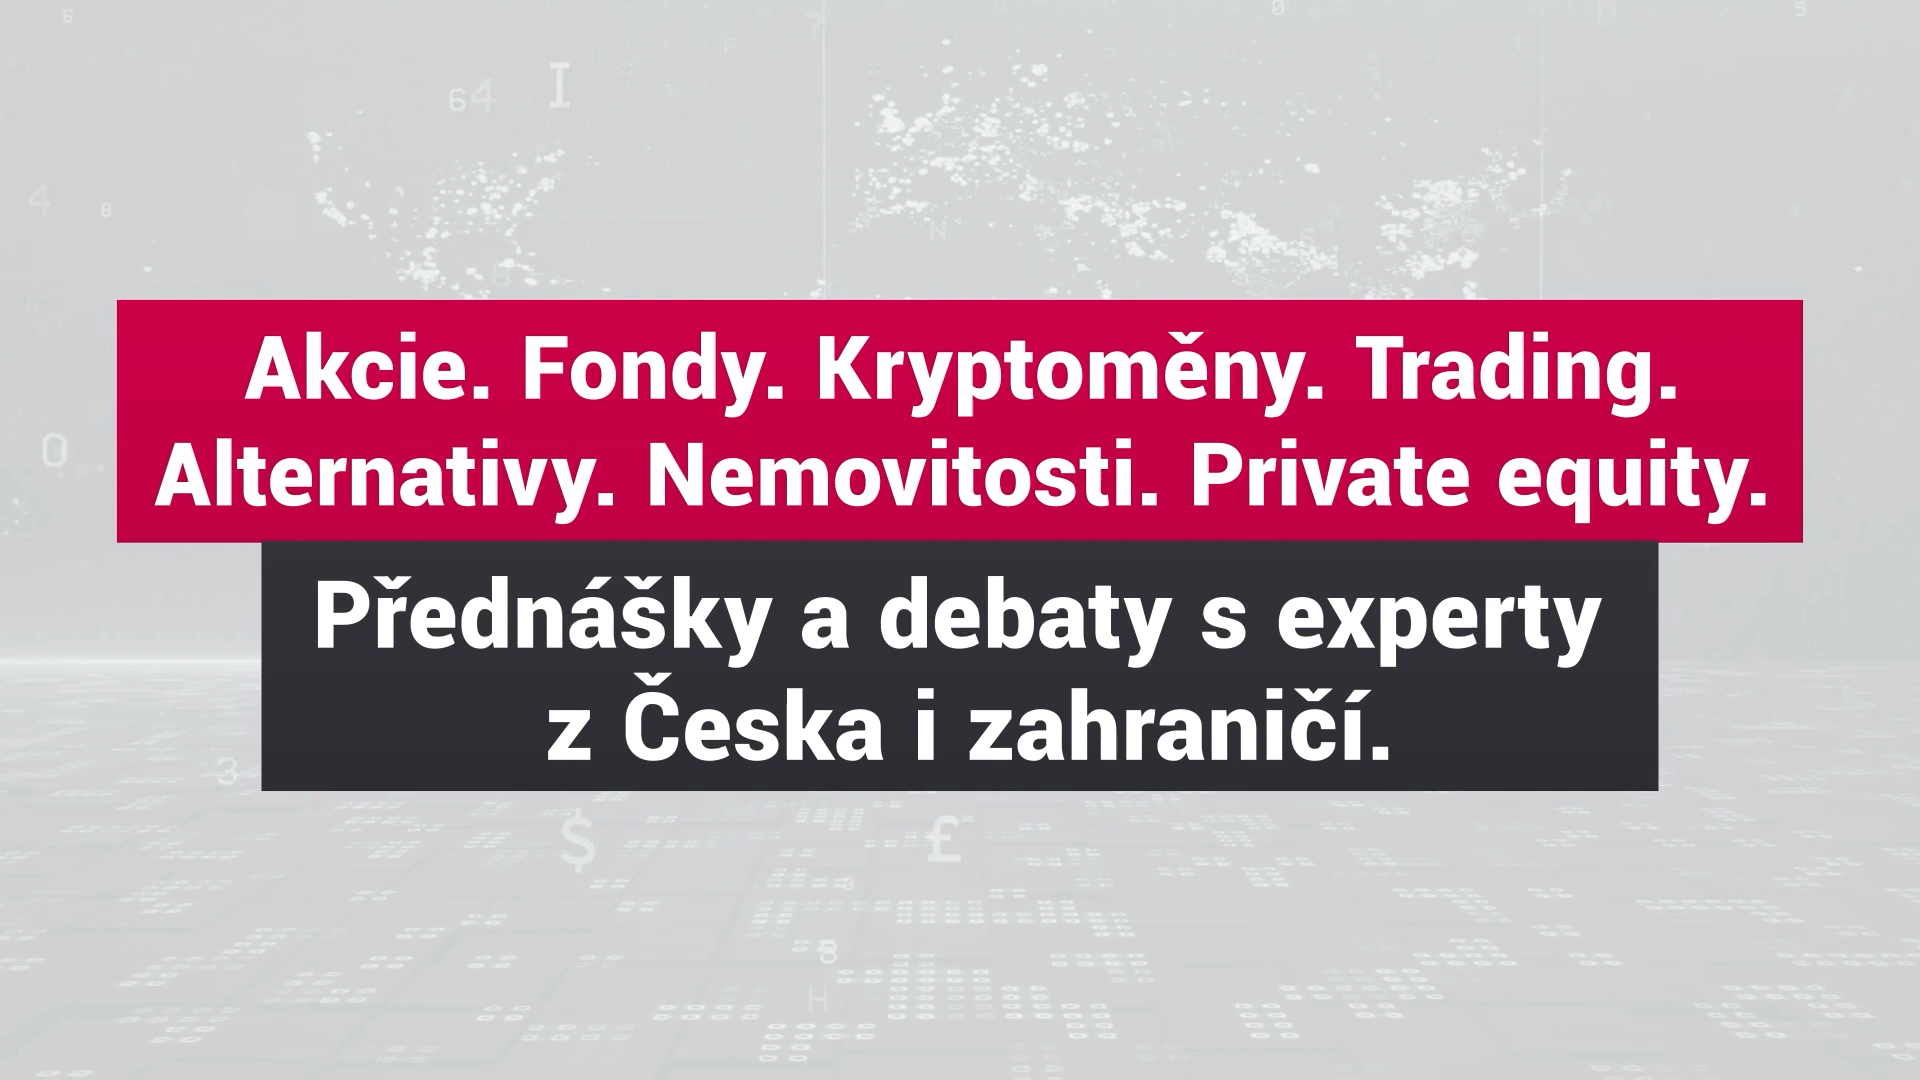 Akcie. Fondy. Kryptoměny. Trading.
Alternativy. Nemovitosti. Private equity.
Přednášky a debaty s experty
z Česka i zahraničí.